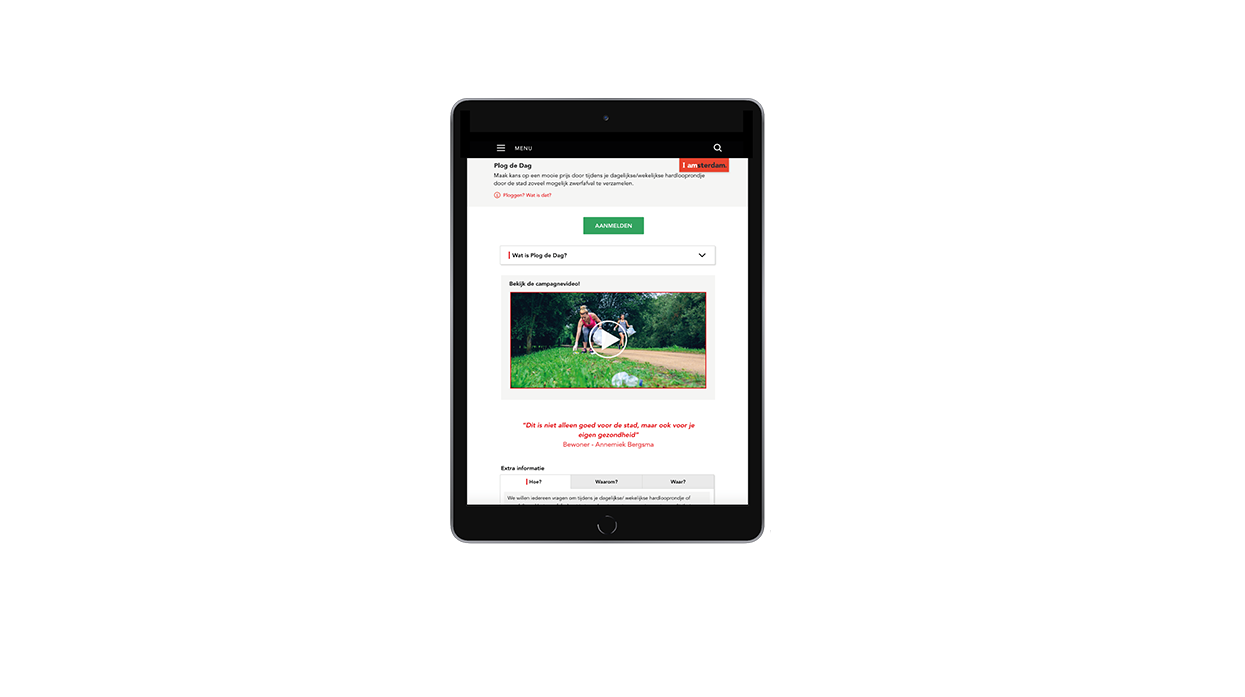 MENU
Plog de Dag
I amsterdam.
Maak kans op een mooie prijs door tijdens je dagelijkse/wekelijkse hardlooprondje
door de stad zoveel mogelijk zwerfafval te verzamelen.
Ploggen? Wat is dat?
AANMELDEN
Wat is Plog de Dag?
Bekijk de campagnevideo!
"Dit is niet alleen goed voor de stad, maar ook voor je
eigen gezondheid"
Bewoner - Annemiek Bergsma
Extra informatie
Hoe? Waarom? Waar?
We willen iedereen vragen om tijdens je dagelijkse/ wekelijkse hardlooprondje of